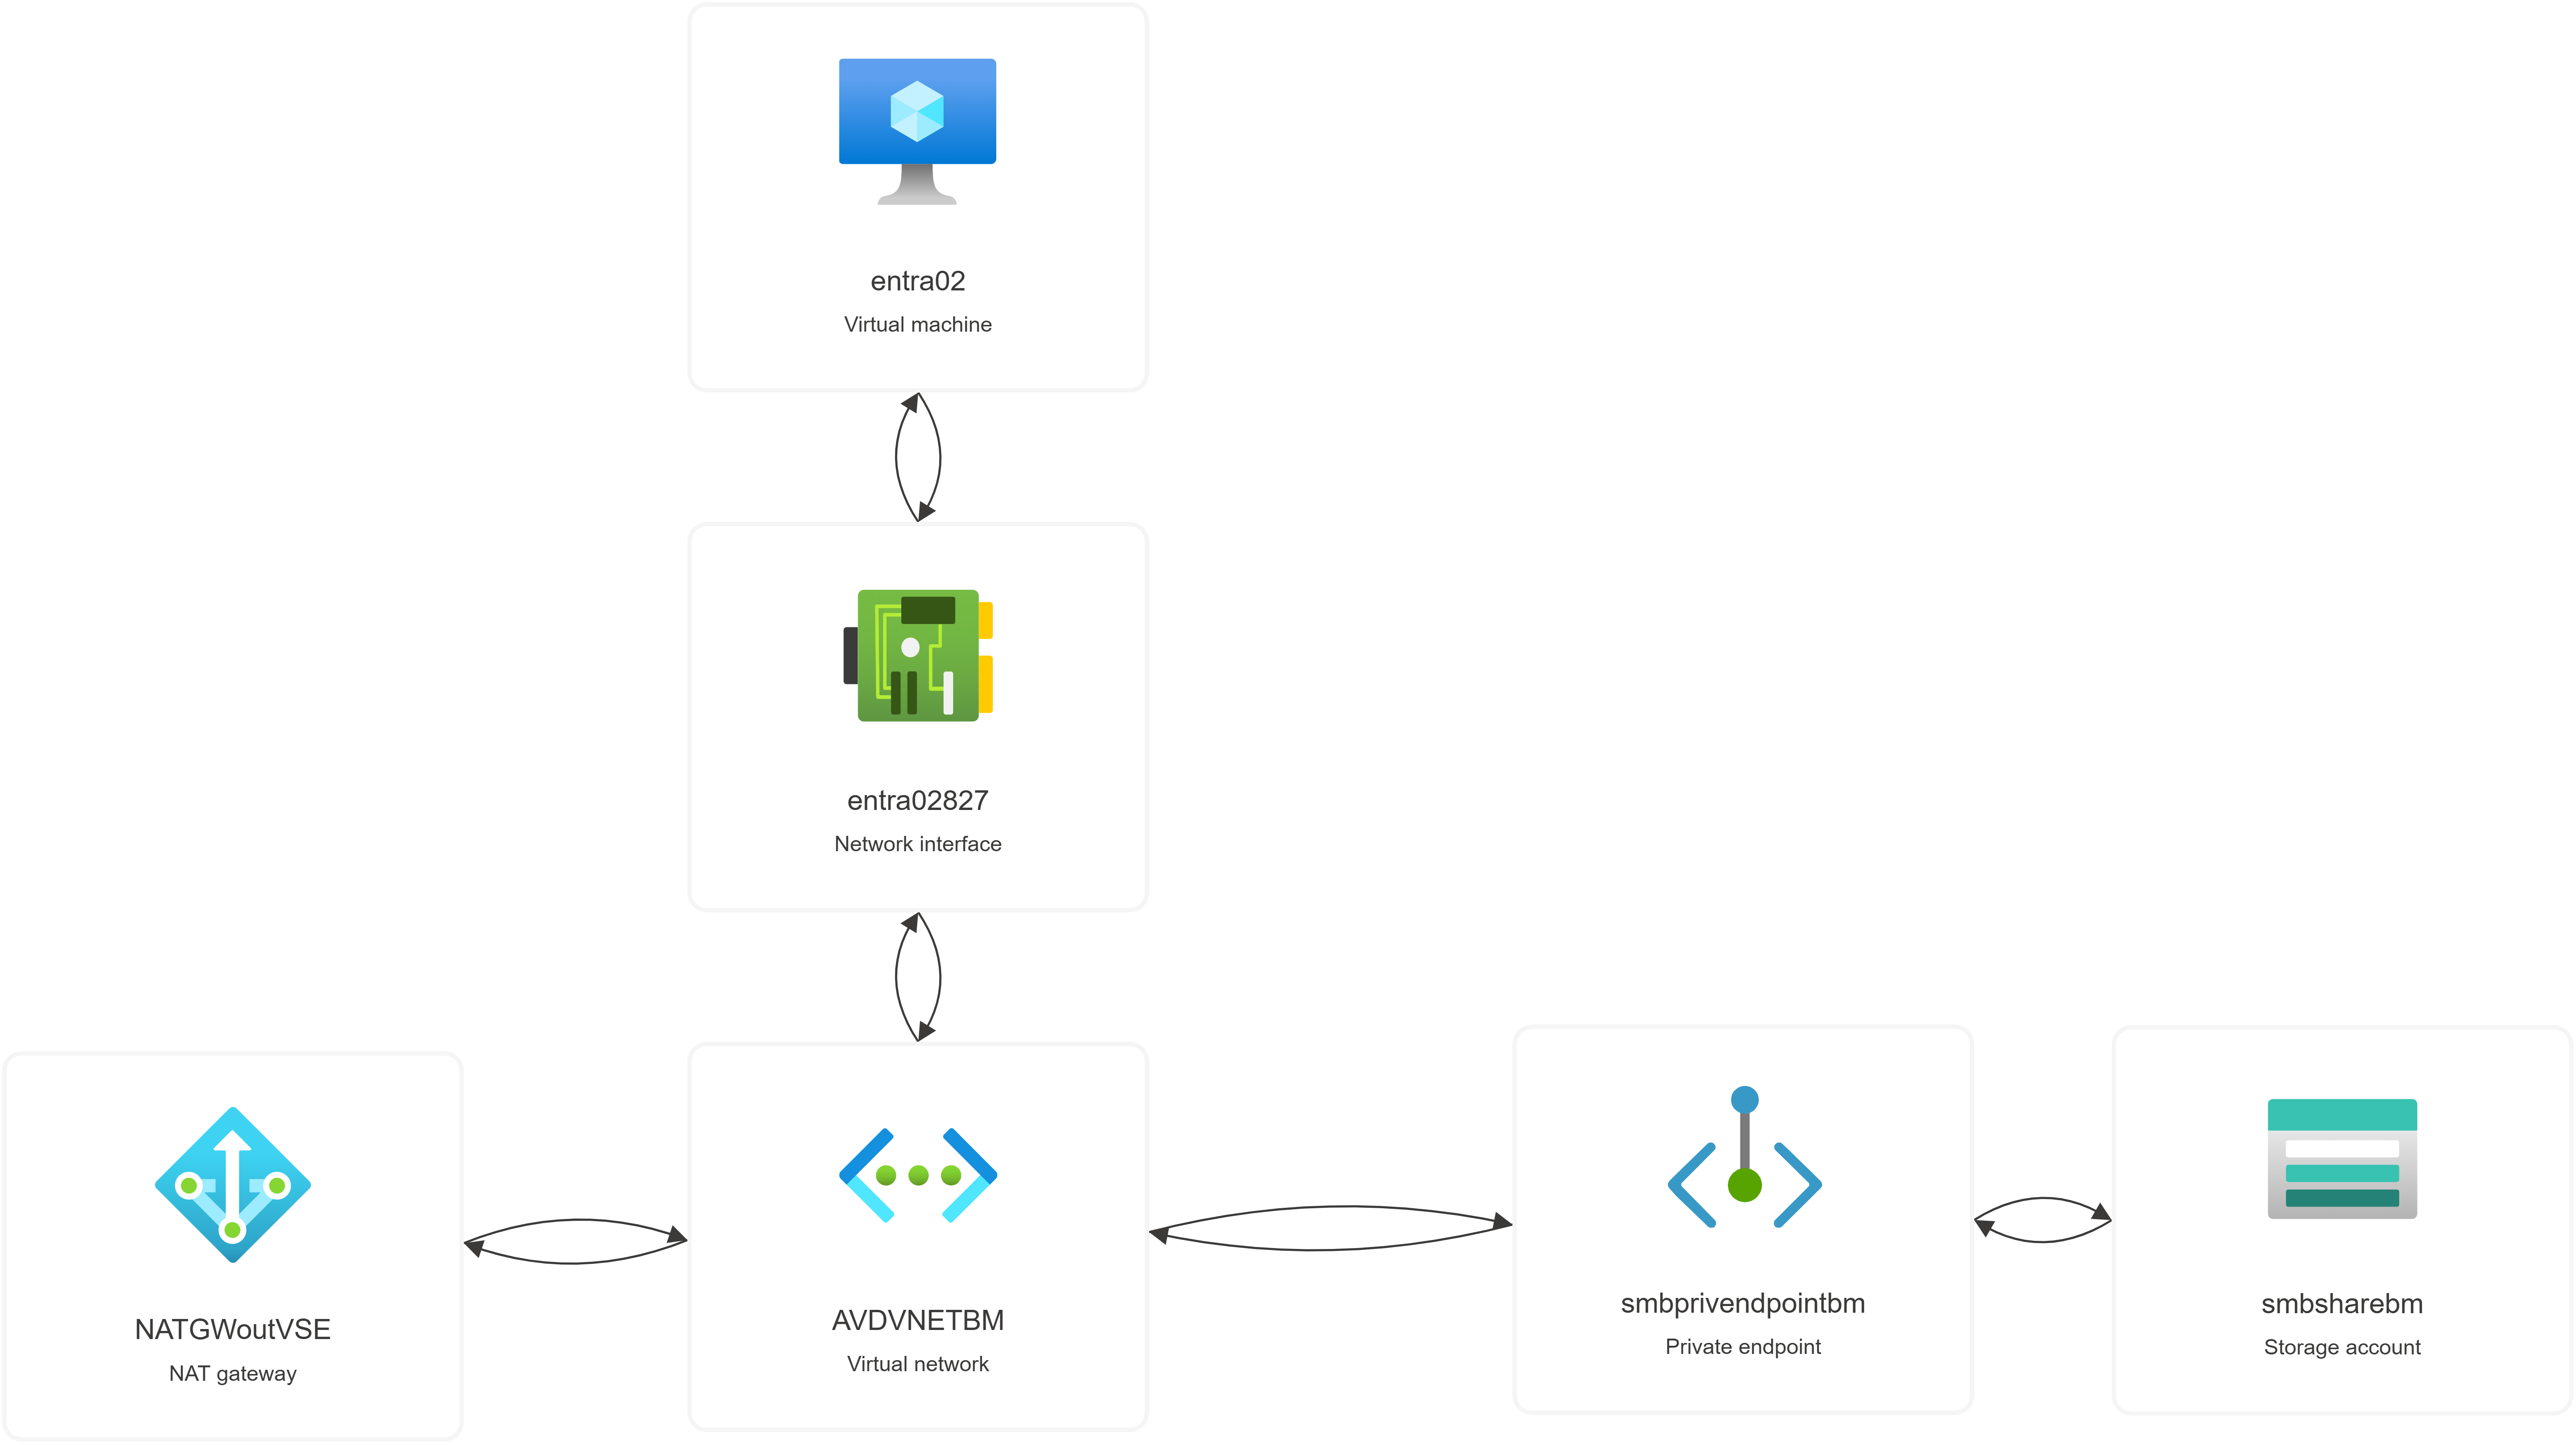 entra02
Virtual machine
entra02827
Network interface
NATGWoutVSE
NAT gateway
AVDVNETBM
Virtual network
smbprivendpointbm
Private endpoint
smbsharebm
Storage account